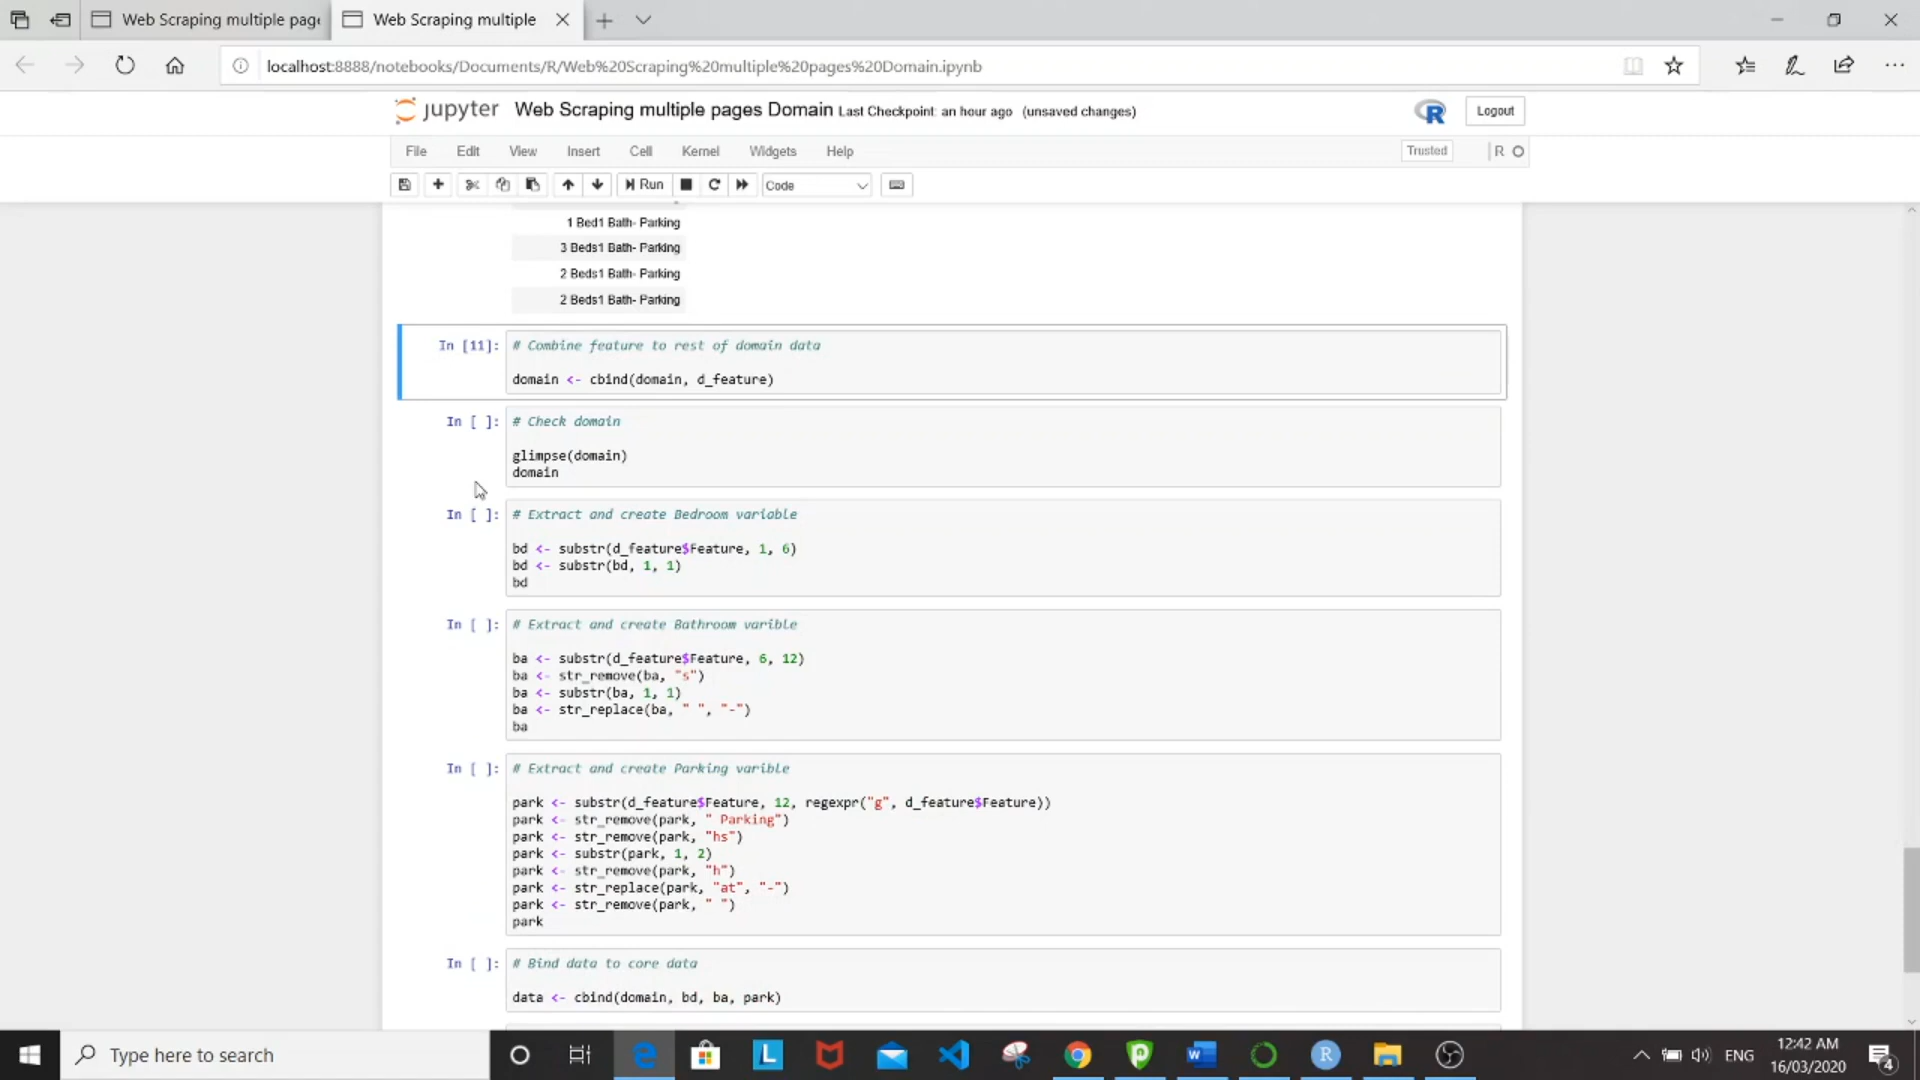 Web Scraping multiple pag
Web Scraping multiple
localhost:8888/notebooks/Documents/R/Web%20Scraping%20multiple%20pages%20Domain.ipynb
jupyter Web Scraping multiple pages Domain Last Checkpoint: an hour ago (unsaved changes) R Logout
File Edit View Insert Cell Kernel Widgets Help Trusted R
Run Code
1 Bed1 Bath- Parking
3 Beds1 Bath- Parking
2 Beds1 Bath- Parking
2 Beds1 Bath- Parking
In [11]: # Combine feature to rest of domain data
domain <- cbind(domain, d_feature)
In [ ]: # Check domain
glimpse(domain)
domain
In [ ]: # Extract and create Bedroom variable
bd <- substr(d_feature$Feature, 1, 6)
bd <- substr(bd, 1, 1)
bd
In [ ]: # Extract and create Bathroom varible
ba <- substr(d_feature$Feature, 6, 12)
ba <- str_remove(ba, "s")
ba <- substr(ba, 1, 1)
ba <- str_replace(ba, " ", "-")
ba
In [ ]: # Extract and create Parking varible
park <- substr(d_feature$Feature, 12, regexpr("g", d_feature$Feature))
park <- str_remove(park, " Parking")
park <- str_remove(park, "hs")
park <- substr(park, 1, 2)
park <- str_remove(park, "h")
park <- str_replace(park, "at", "-")
park <- str_remove(park, " ")
park
In [ ]: # Bind data to core data
data <- cbind(domain, bd, ba, park)
Type here to search
ENG
12:42 AM
16/03/2020
4